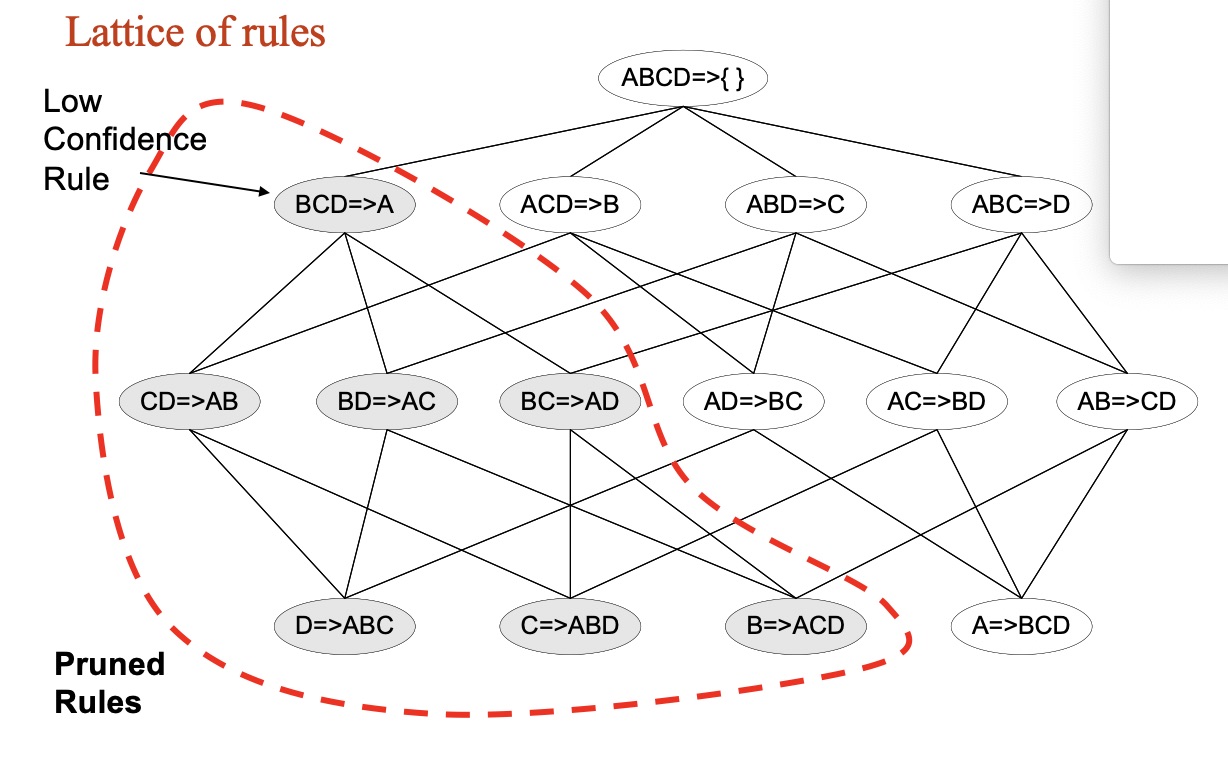 Lattice of rules
ABCD=>{ }
Low
Confidence
Rule
BCD=>A
ACD=>B
ABD=>C
ABC=>D
CD=>AB
BD=>AC
BC=>AD
AD=>BC
AC=>BD
AB=>CD
D=>ABC
C=>ABD
B=>ACD
A=>BCD
Pruned
Rules